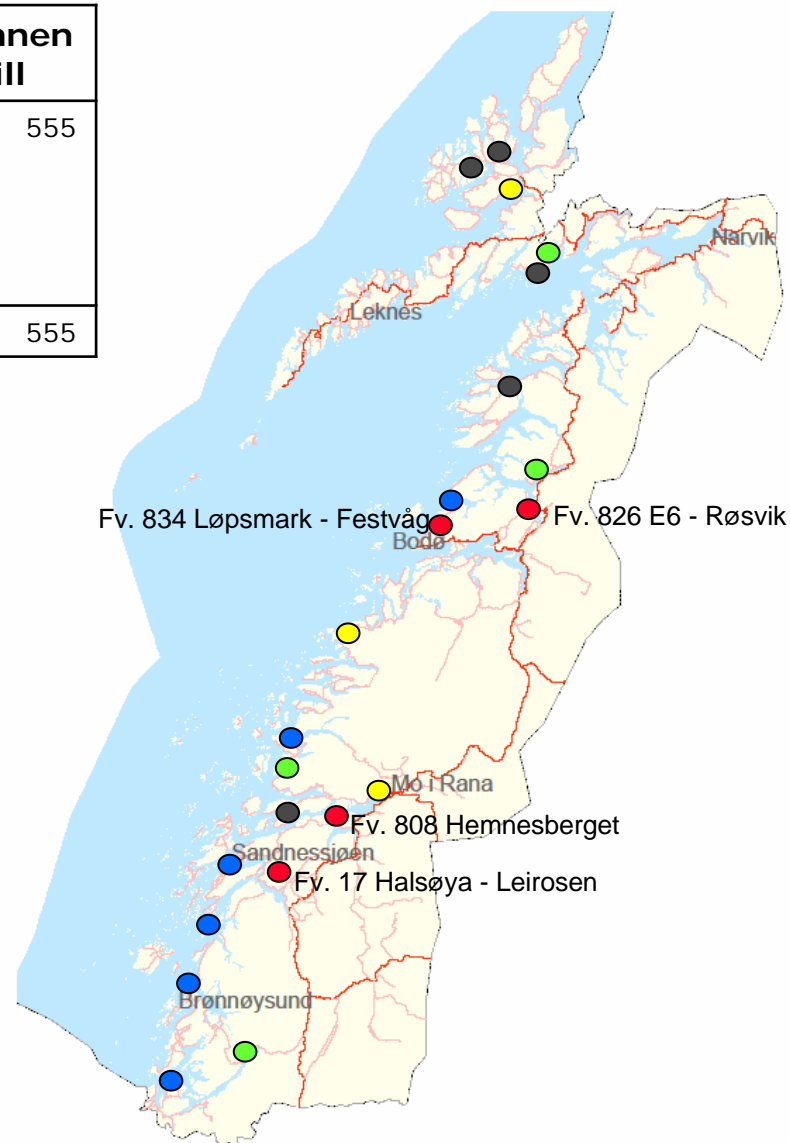 nnen
ill
555
555
Narvik
Leknes
Fv. 834 Løpsmark - Festvåg
Fv. 826 E6 - Røsvik
Bodø
Mo i Rana
Fv. 808 Hemnesberget
Sandnessjøen
Fv. 17 Halsøya - Leirosen
Brønnøysund